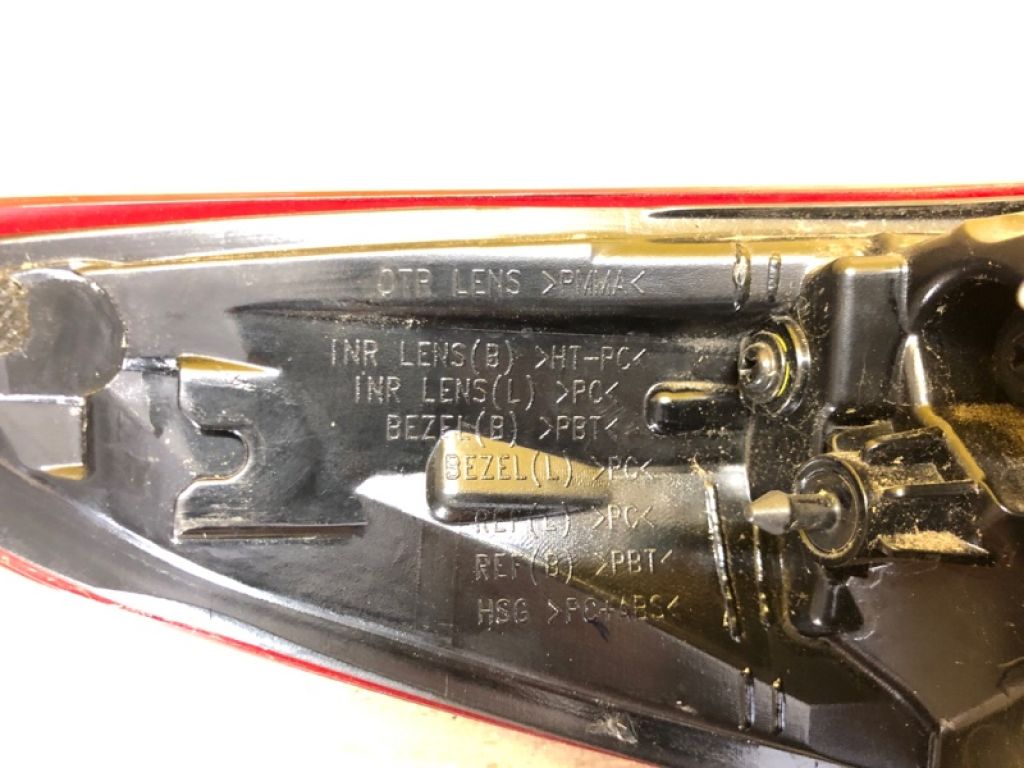 OTR LENS >PMMA<
INR LENS(B) >HT-PC<
INR LENS(L) >PC<
BEZEL(B) >PBT<
BEZEL(L) >PC<
REF(L) >PC<
REF(B) >PBT<
HSG >PC+ABS<